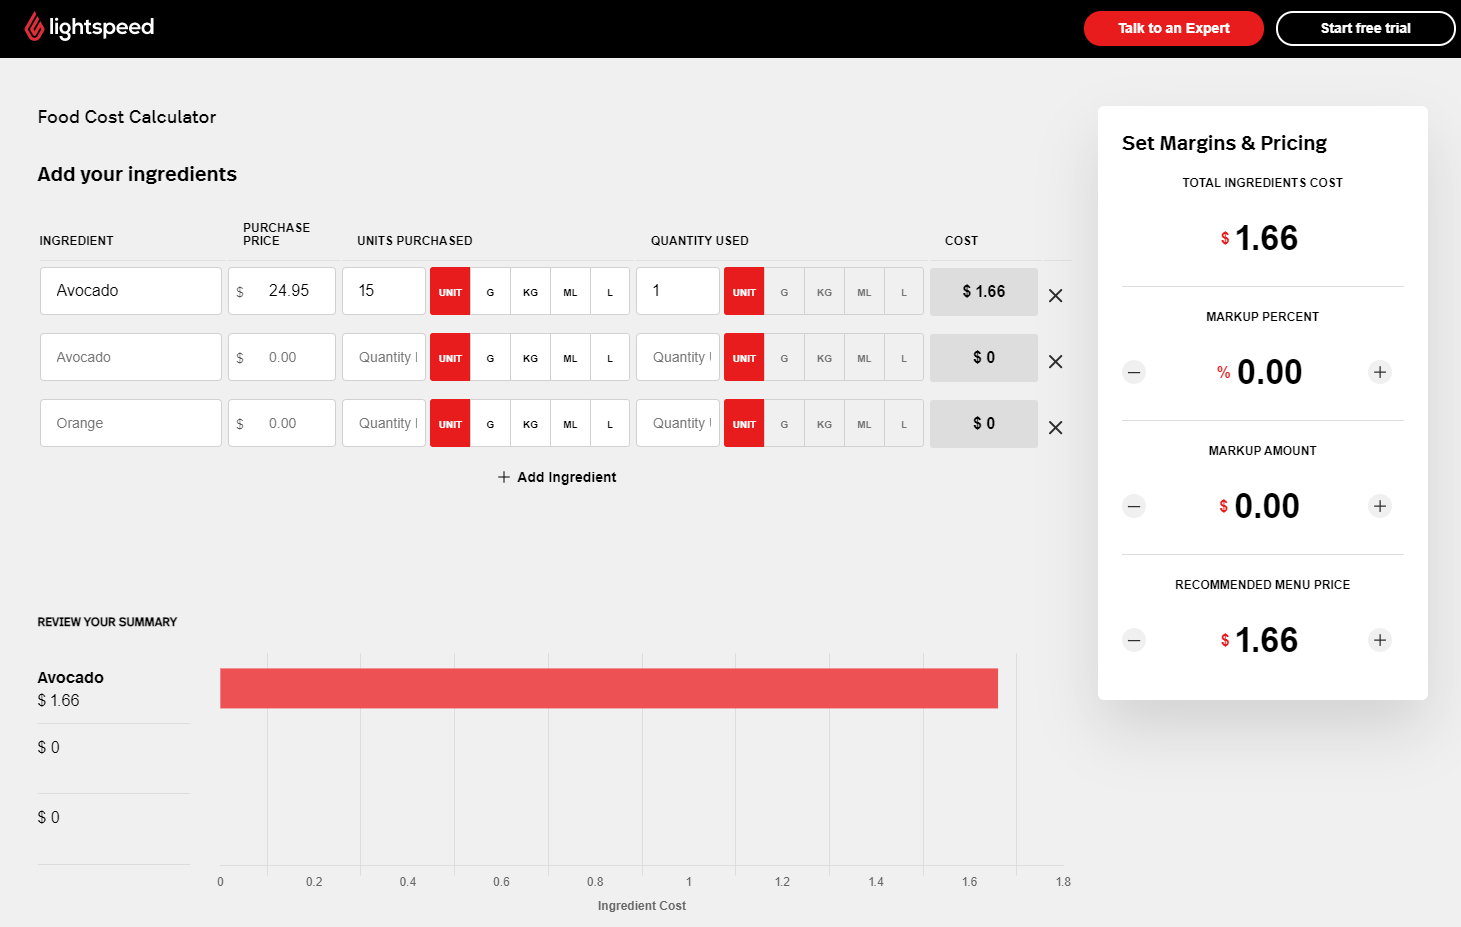 lightspeed
Talk to an Expert
Start free trial
Food Cost Calculator
Add your ingredients
INGREDIENT
PURCHASE
PRICE
UNITS PURCHASED
QUANTITY USED
COST
Avocado
$ 24.95
15
UNIT G KG ML L
1
UNIT G KG ML L
$ 1.66
Avocado
$ 0.00
Quantity
UNIT G KG ML L
Quantity
UNIT G KG ML L
$ 0
Orange
$ 0.00
Quantity
UNIT G KG ML L
Quantity
UNIT G KG ML L
$ 0
+ Add Ingredient
Set Margins & Pricing
TOTAL INGREDIENTS COST
$ 1.66
MARKUP PERCENT
% 0.00
MARKUP AMOUNT
$ 0.00
RECOMMENDED MENU PRICE
$ 1.66
REVIEW YOUR SUMMARY
Avocado
$ 1.66
$ 0
$ 0
0 0.2 0.4 0.6 0.8 1 1.2 1.4 1.6 1.8
Ingredient Cost